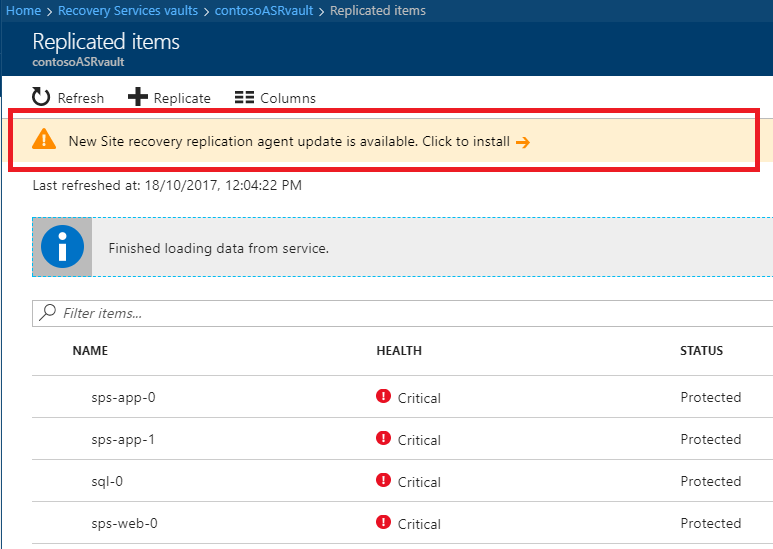 Home > Recovery Services vaults > contosoASRvault > Replicated items
Replicated items
contosoASRvault
Refresh Replicate Columns
New Site recovery replication agent update is available. Click to install →
Last refreshed at: 18/10/2017, 12:04:22 PM
Finished loading data from service.
Filter items...
NAME HEALTH STATUS
sps-app-0 Critical Protected
sps-app-1 Critical Protected
sql-0 Critical Protected
sps-web-0 Critical Protected